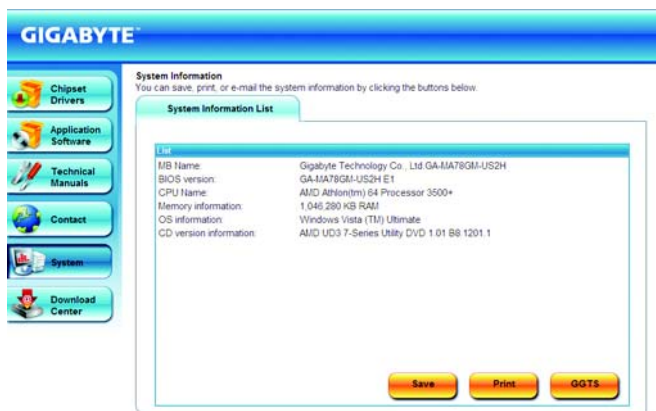 GIGABYTE™
Chipset
Drivers
Application
Software
Technical
Manuals
Contact
System
Download
Center
System Information
You can save, print, or e-mail the system information by clicking the buttons below.
System Information List
List
MB Name: Gigabyte Technology Co., Ltd.GA-MA78GM-US2H
BIOS version: GA-MA78GM-US2H E1
CPU Name: AMD Athlon(tm) 64 Processor 3500+
Memory information: 1,046,280 KB RAM
OS information: Windows Vista (TM) Ultimate
CD version information: AMD UD3 7-Series Utility DVD 1.01 B8.1201.1
Save Print GGTS